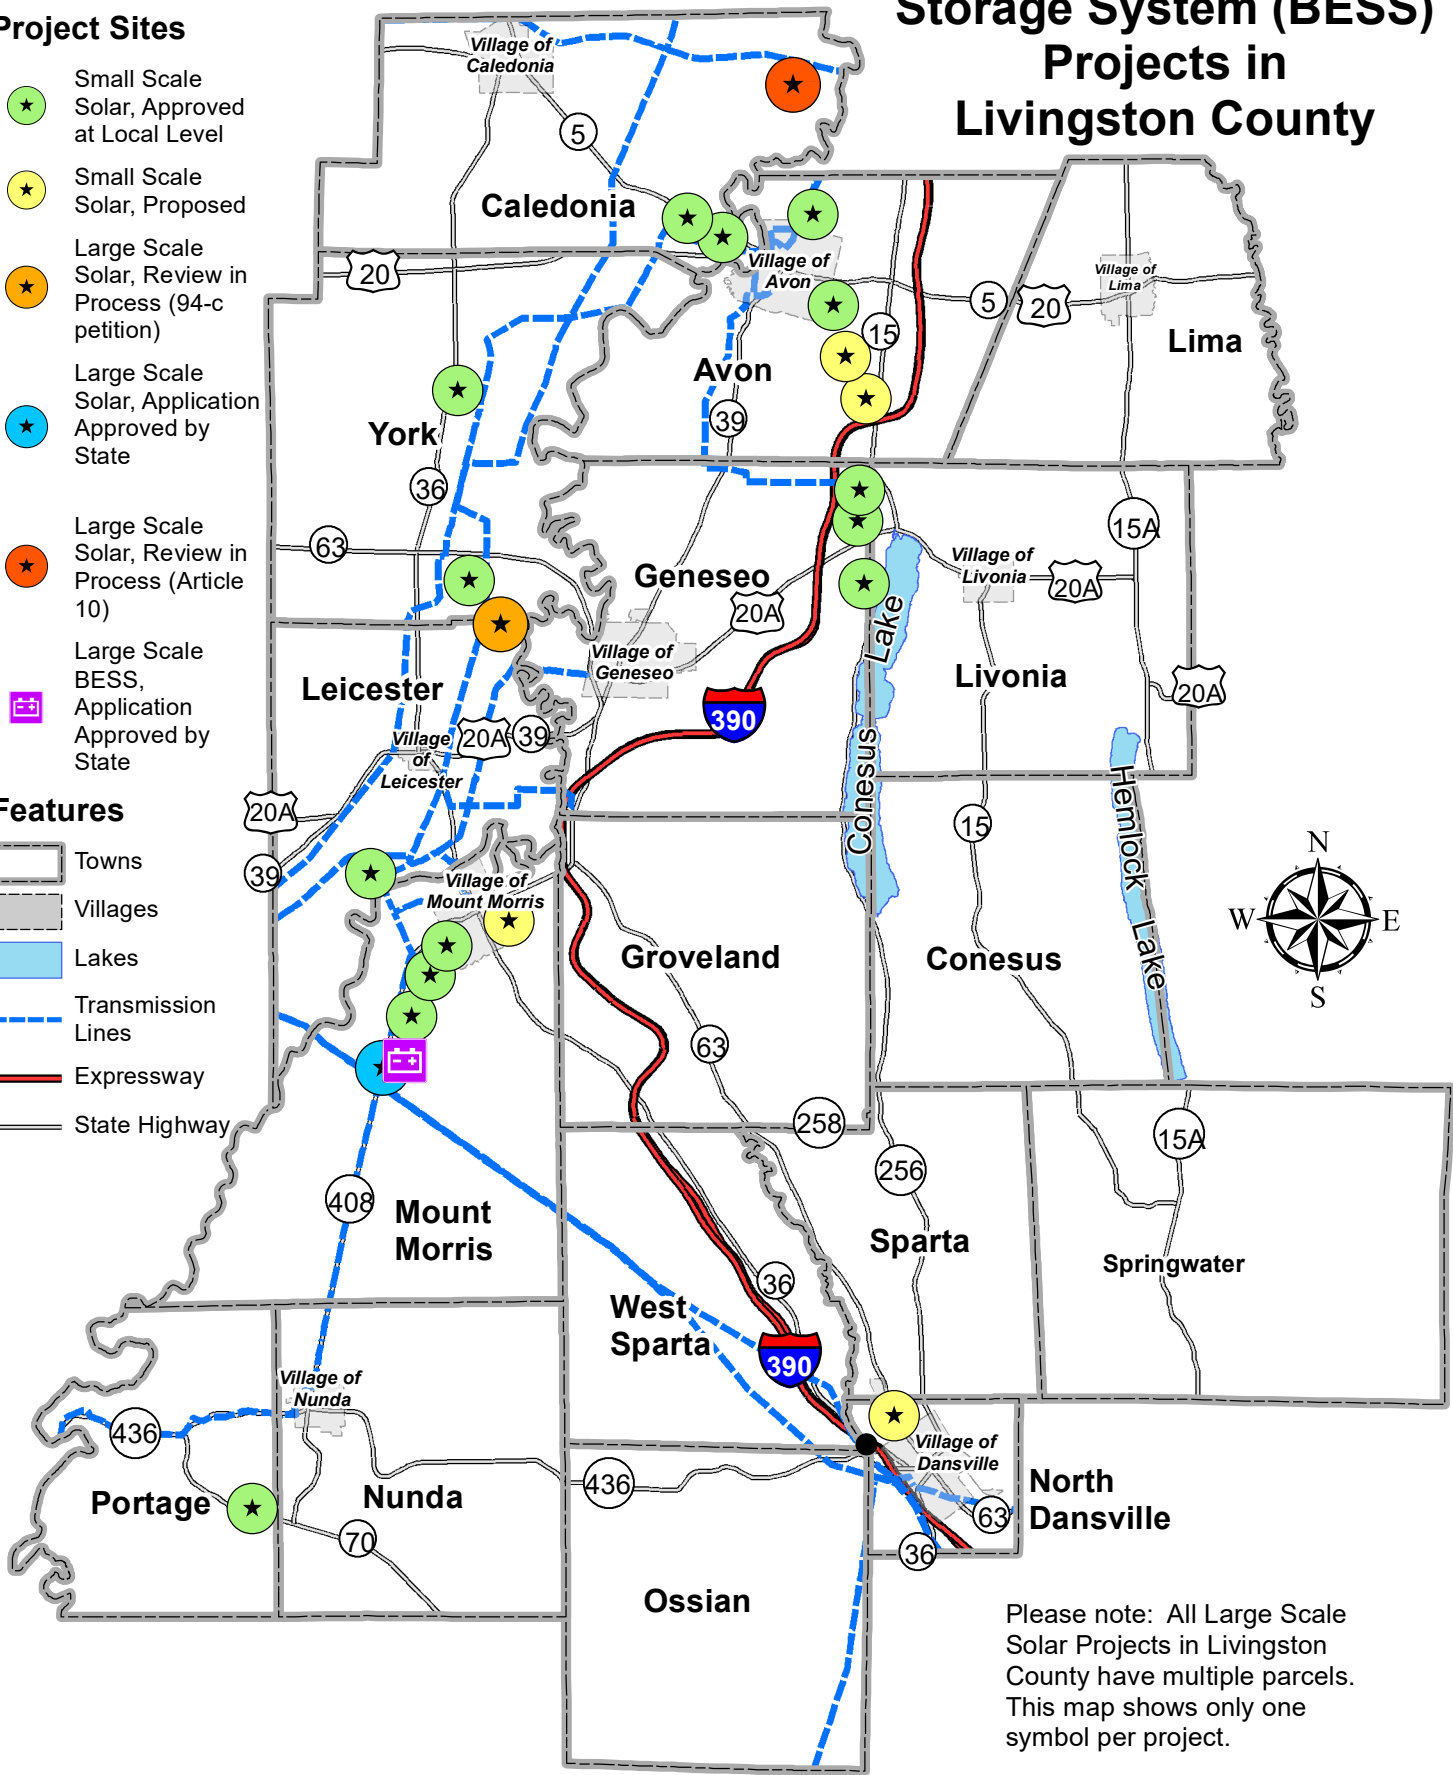 Storage System (BESS)
Projects in
Livingston County
Project Sites
Small Scale
Solar, Approved
at Local Level
Small Scale
Solar, Proposed
Large Scale
Solar, Review in
Process (94-c
petition)
Large Scale
Solar, Application
Approved by
State
Large Scale
Solar, Review in
Process (Article
10)
Large Scale
BESS,
Application
Approved by
State
Features
Towns
Villages
Lakes
Transmission
Lines
Expressway
State Highway
Village of
Caledonia
5
Caledonia
20
Village of
Avon
5
20
Village of
Lima
Lima
15
Avon
39
York
36
63
Geneseo
20A
Village of
Livonia
20A
15A
Village of
Geneseo
Leicester
Livonia
20A
390
20A
39
Village
of
Leicester
20A
39
Conesus Lake
Hemlock Lake
15
N
W
E
S
Village of
Mount Morris
Groveland
Conesus
63
258
15A
256
408
Mount
Morris
Sparta
Springwater
36
West
Sparta
390
Village of
Nunda
436
Village of
Dansville
Portage
Nunda
436
North
Dansville
63
70
36
Ossian
Please note:  All Large Scale
Solar Projects in Livingston
County have multiple parcels.
This map shows only one
symbol per project.